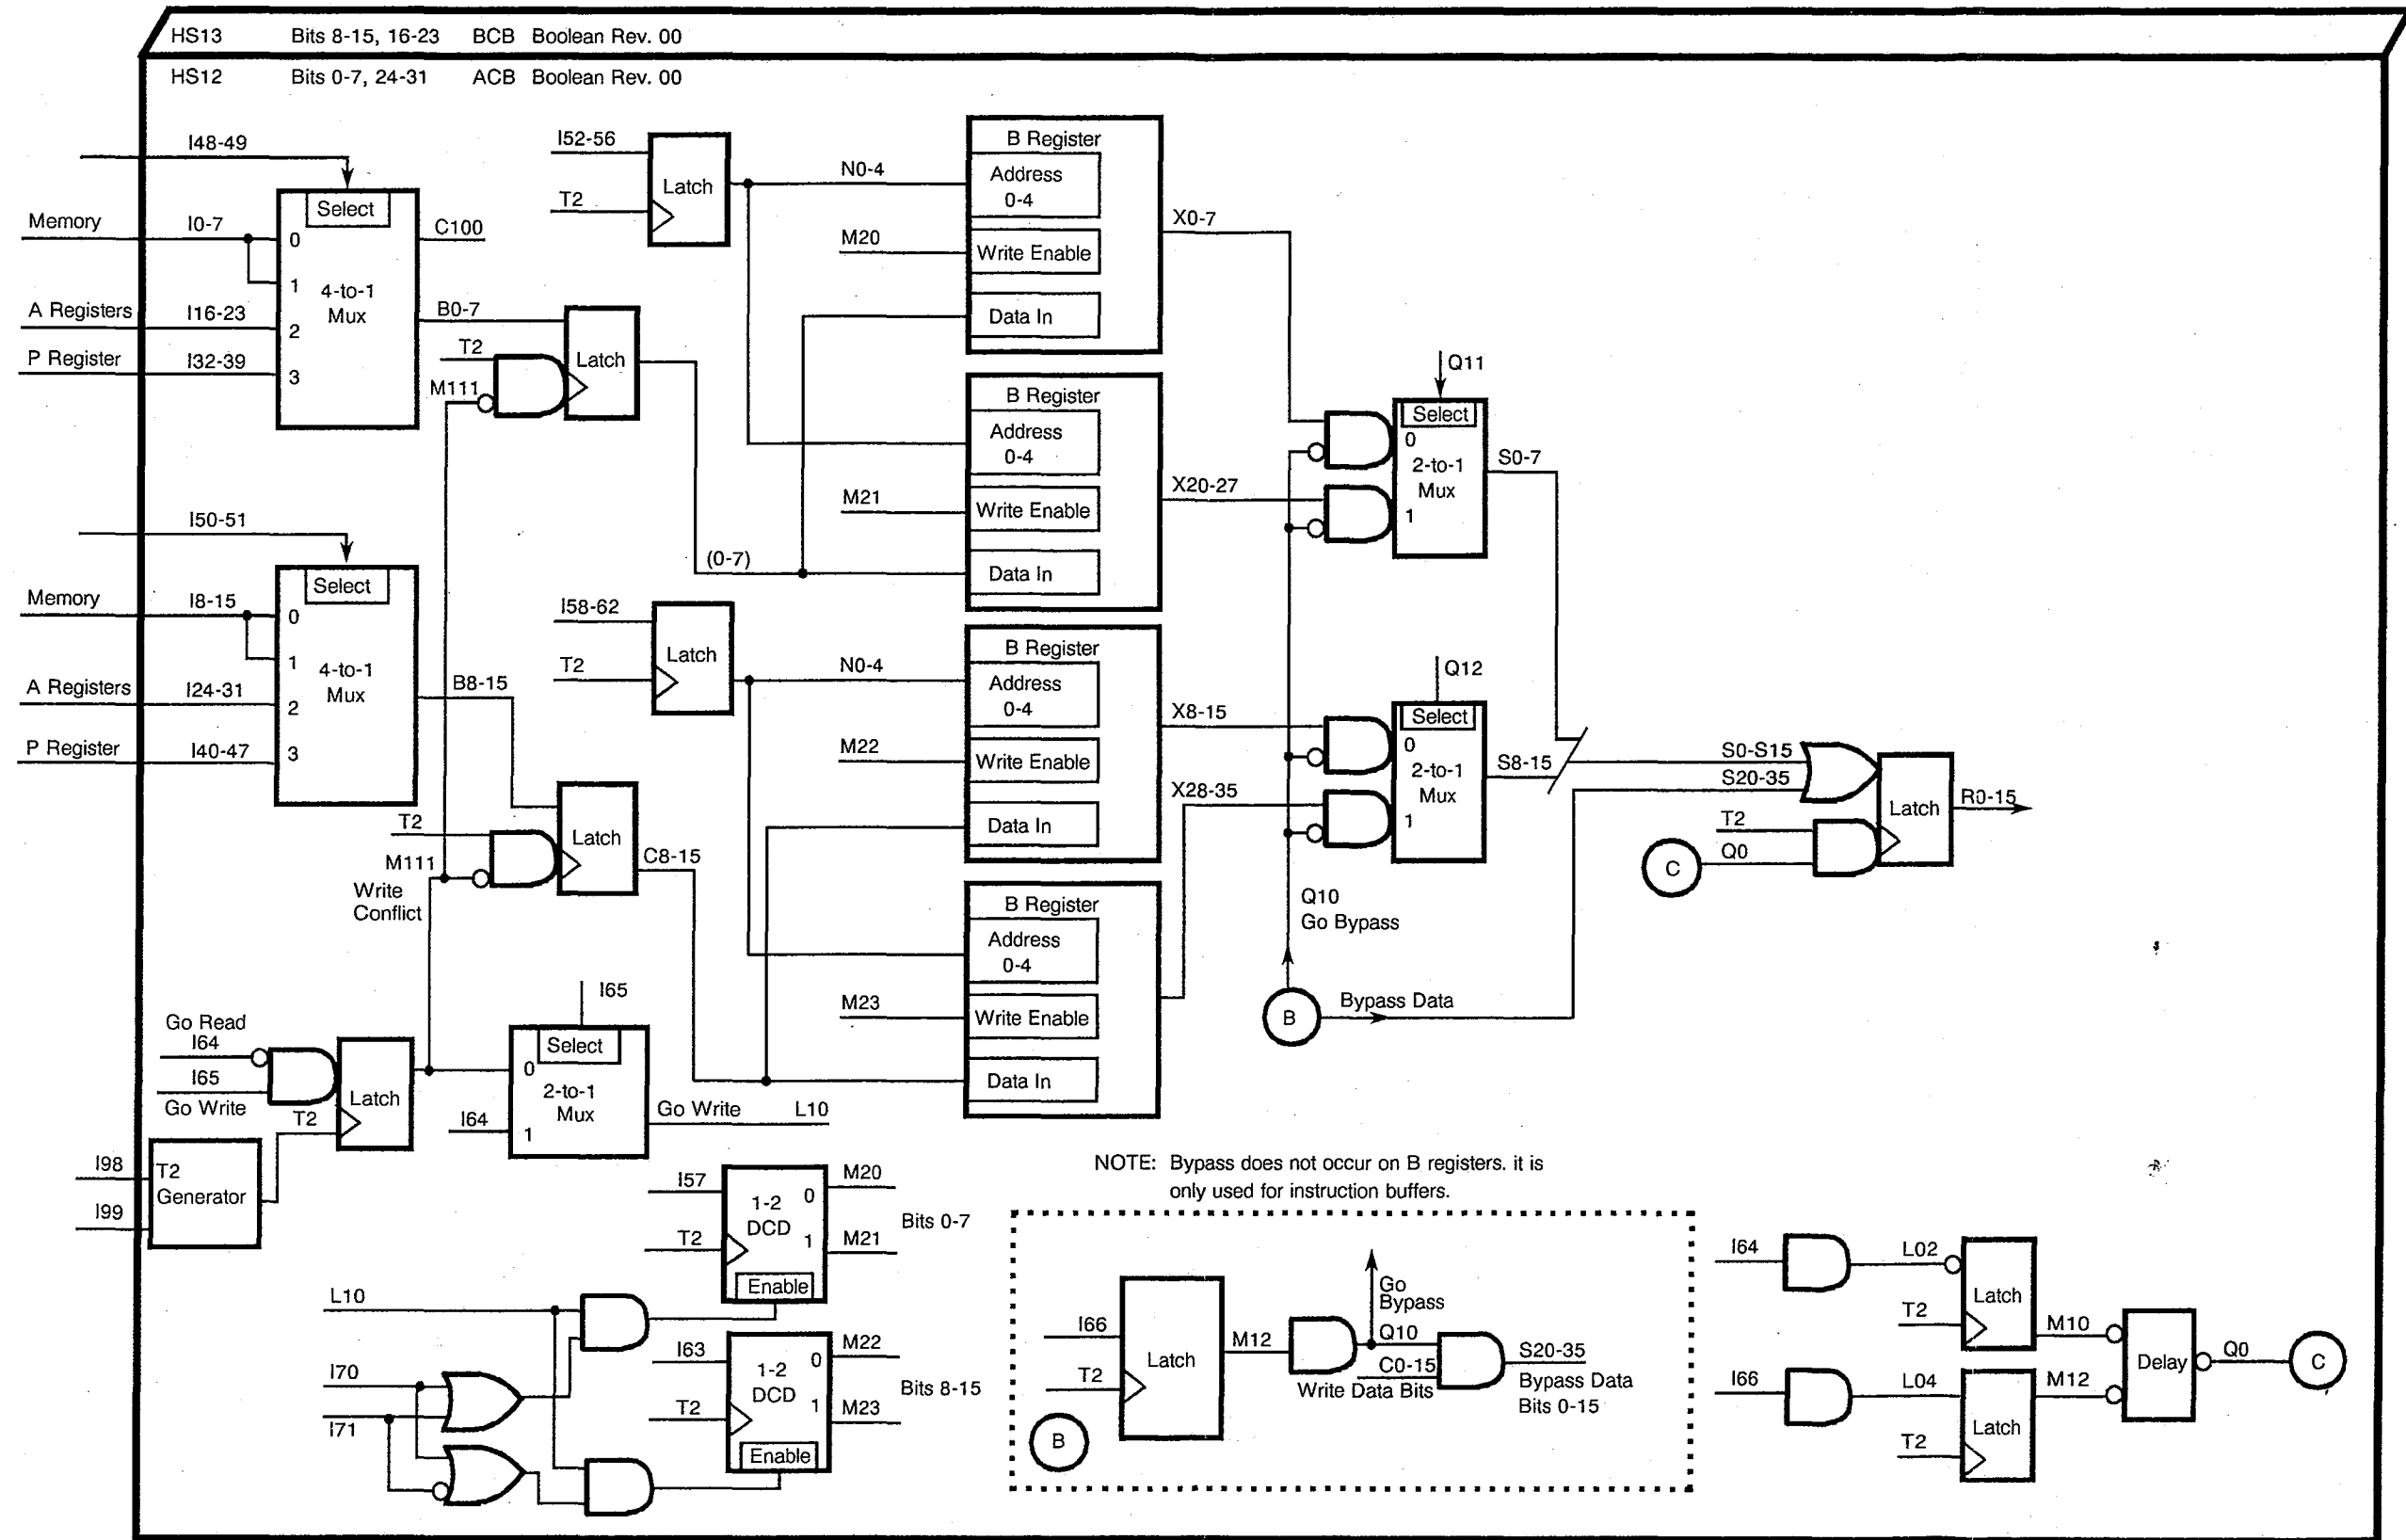 HS13 Bits 8-15, 16-23 BCB Boolean Rev. 00
HS12 Bits 0-7, 24-31 ACB Boolean Rev. 00
I48-49
Select
Memory I0-7
0
1
4-to-1
Mux
C100
A Registers I16-23
2
B0-7
P Register I32-39
3
T2
M111
Latch
I52-56
T2
Latch
N0-4
B Register
Address
0-4
M20
Write Enable
Data In
X0-7
B Register
Address
0-4
M21
Write Enable
(0-7)
Data In
X20-27
Q11
Select
0
2-to-1
Mux
1
S0-7
I50-51
Select
Memory I8-15
0
1
4-to-1
Mux
A Registers I24-31
2
B8-15
P Register I40-47
3
T2
M111
Write
Conflict
Latch
C8-15
I58-62
T2
Latch
N0-4
B Register
Address
0-4
M22
Write Enable
Data In
X8-15
X28-35
B Register
Address
0-4
M23
Write Enable
Data In
Q12
Select
0
2-to-1
Mux
1
S8-15
S0-S15
S20-35
T2
Q0
C
Latch
R0-15
Q10
Go Bypass
B
Bypass Data
Go Read
I64
I65
Go Write
T2
Latch
I65
Select
0
2-to-1
Mux
I64
1
Go Write L10
I98
I99
T2
Generator
I57
T2
1-2
DCD
0
1
Enable
M20
M21
Bits 0-7
L10
I70
I71
I63
T2
1-2
DCD
0
1
Enable
M22
M23
Bits 8-15
NOTE: Bypass does not occur on B registers. it is
only used for instruction buffers.
I66
T2
Latch
B
M12
Go
Bypass
Q10
C0-15
Write Data Bits
S20-35
Bypass Data
Bits 0-15
I64
L02
T2
Latch
M10
I66
L04
T2
Latch
M12
Delay
Q0
C